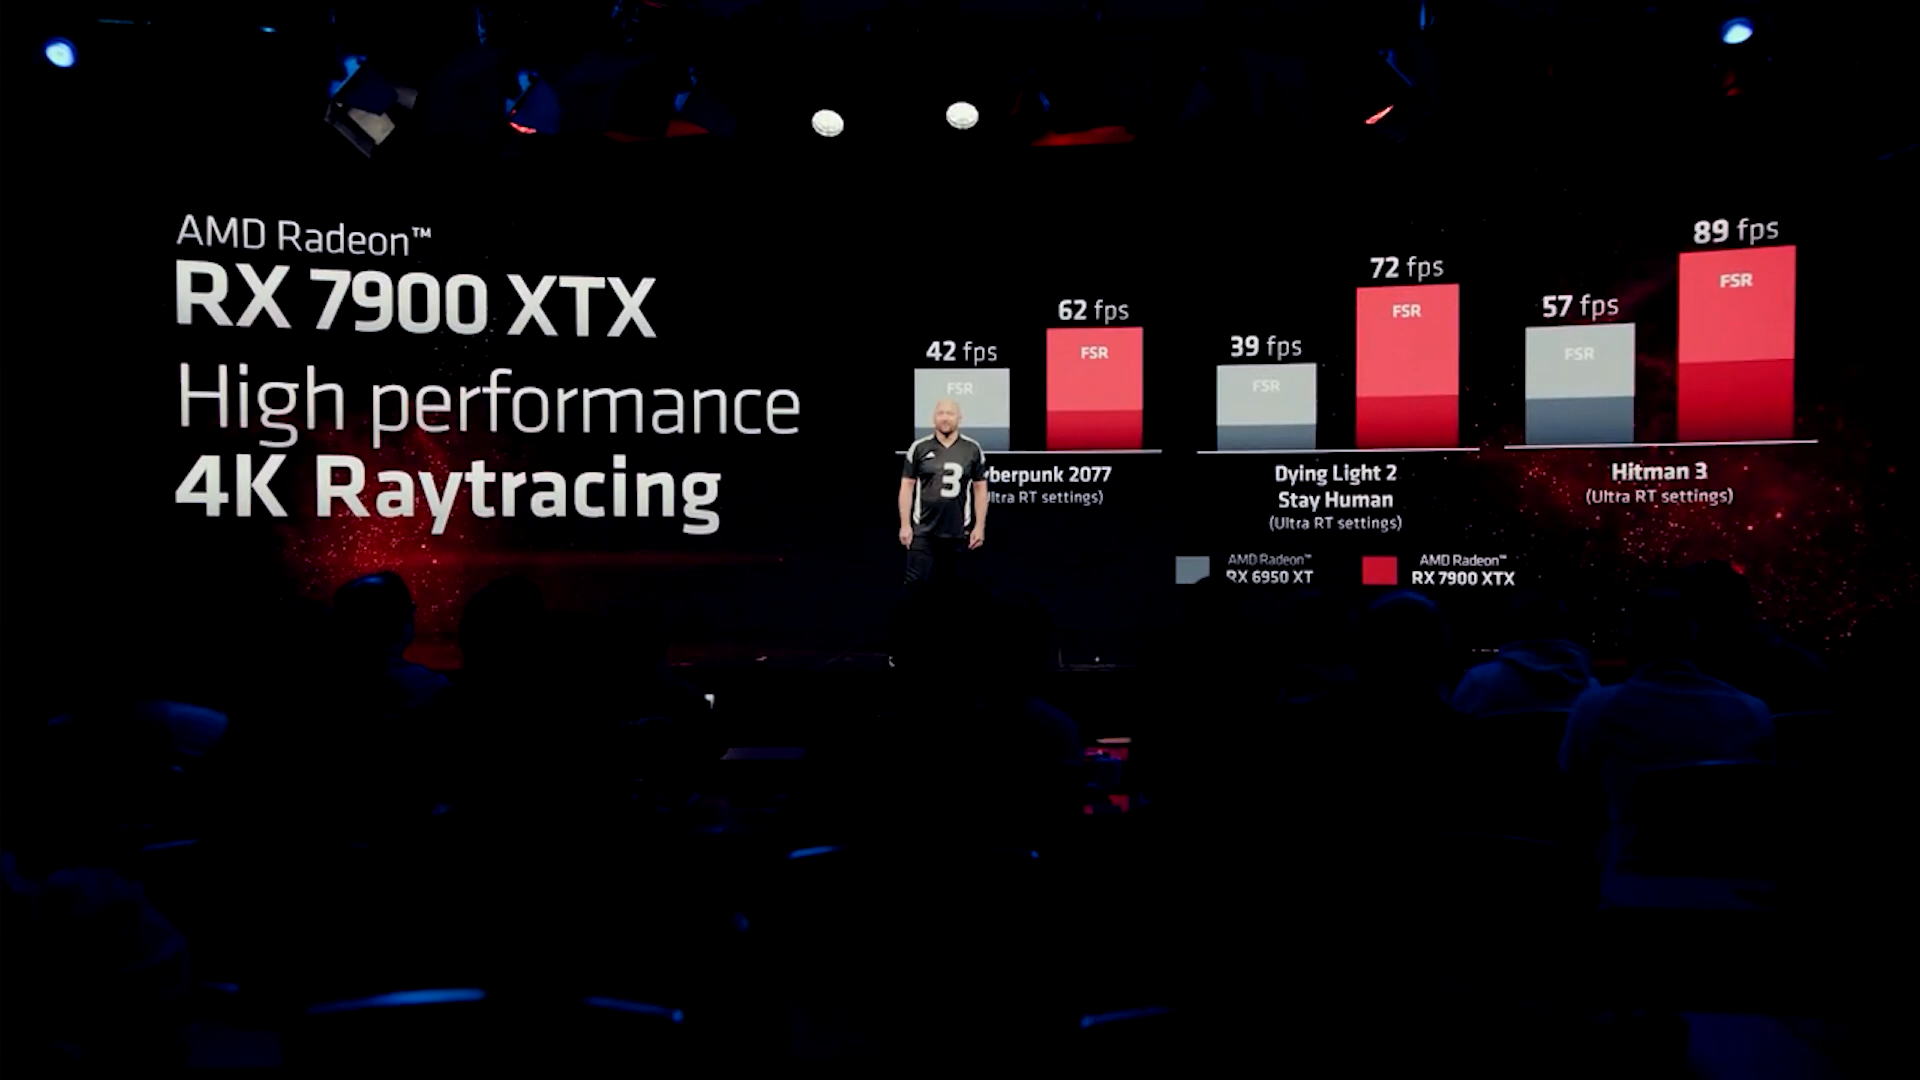 AMD Radeon™
RX 7900 XTX
High performance
4K Raytracing
42 fps
FSR
62 fps
FSR
yberpunk 2077
ltra RT settings)
39 fps
FSR
72 fps
FSR
Dying Light 2
Stay Human
(Ultra RT settings)
57 fps
FSR
89 fps
FSR
Hitman 3
(Ultra RT settings)
AMD Radeon™
RX 6950 XT
AMD Radeon™
RX 7900 XTX
3